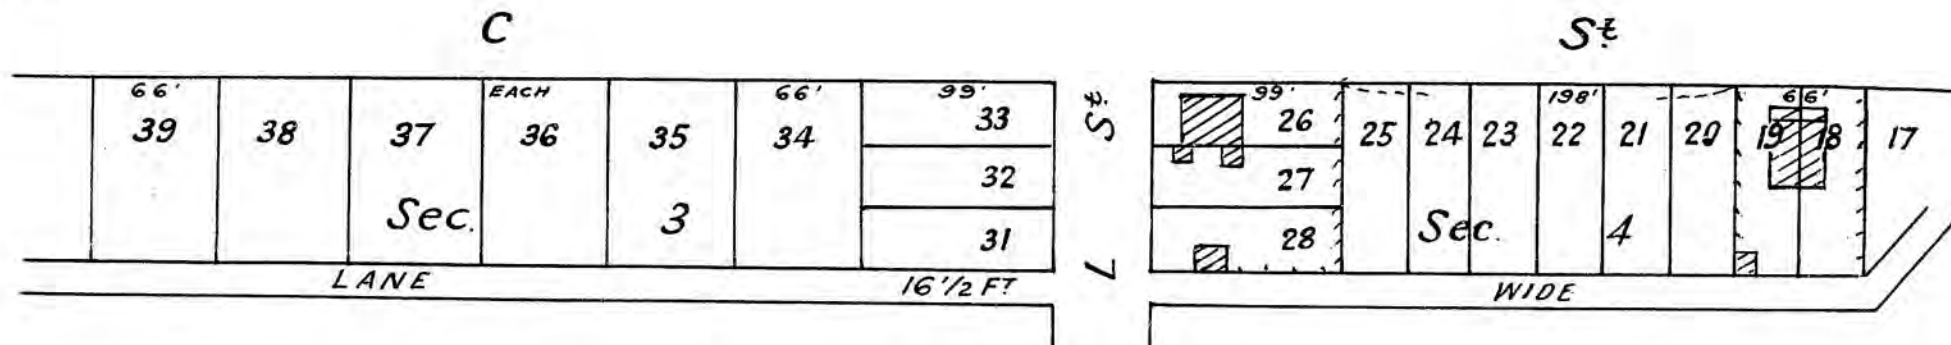 C St
66' EACH 66' 99' 99' 198' 66'
39 38 37 36 35 34 33 26 25 24 23 22 21 20 19 18 17
32 27
Sec. 3 31 28 Sec. 4
L St
LANE 16 1/2 FT WIDE